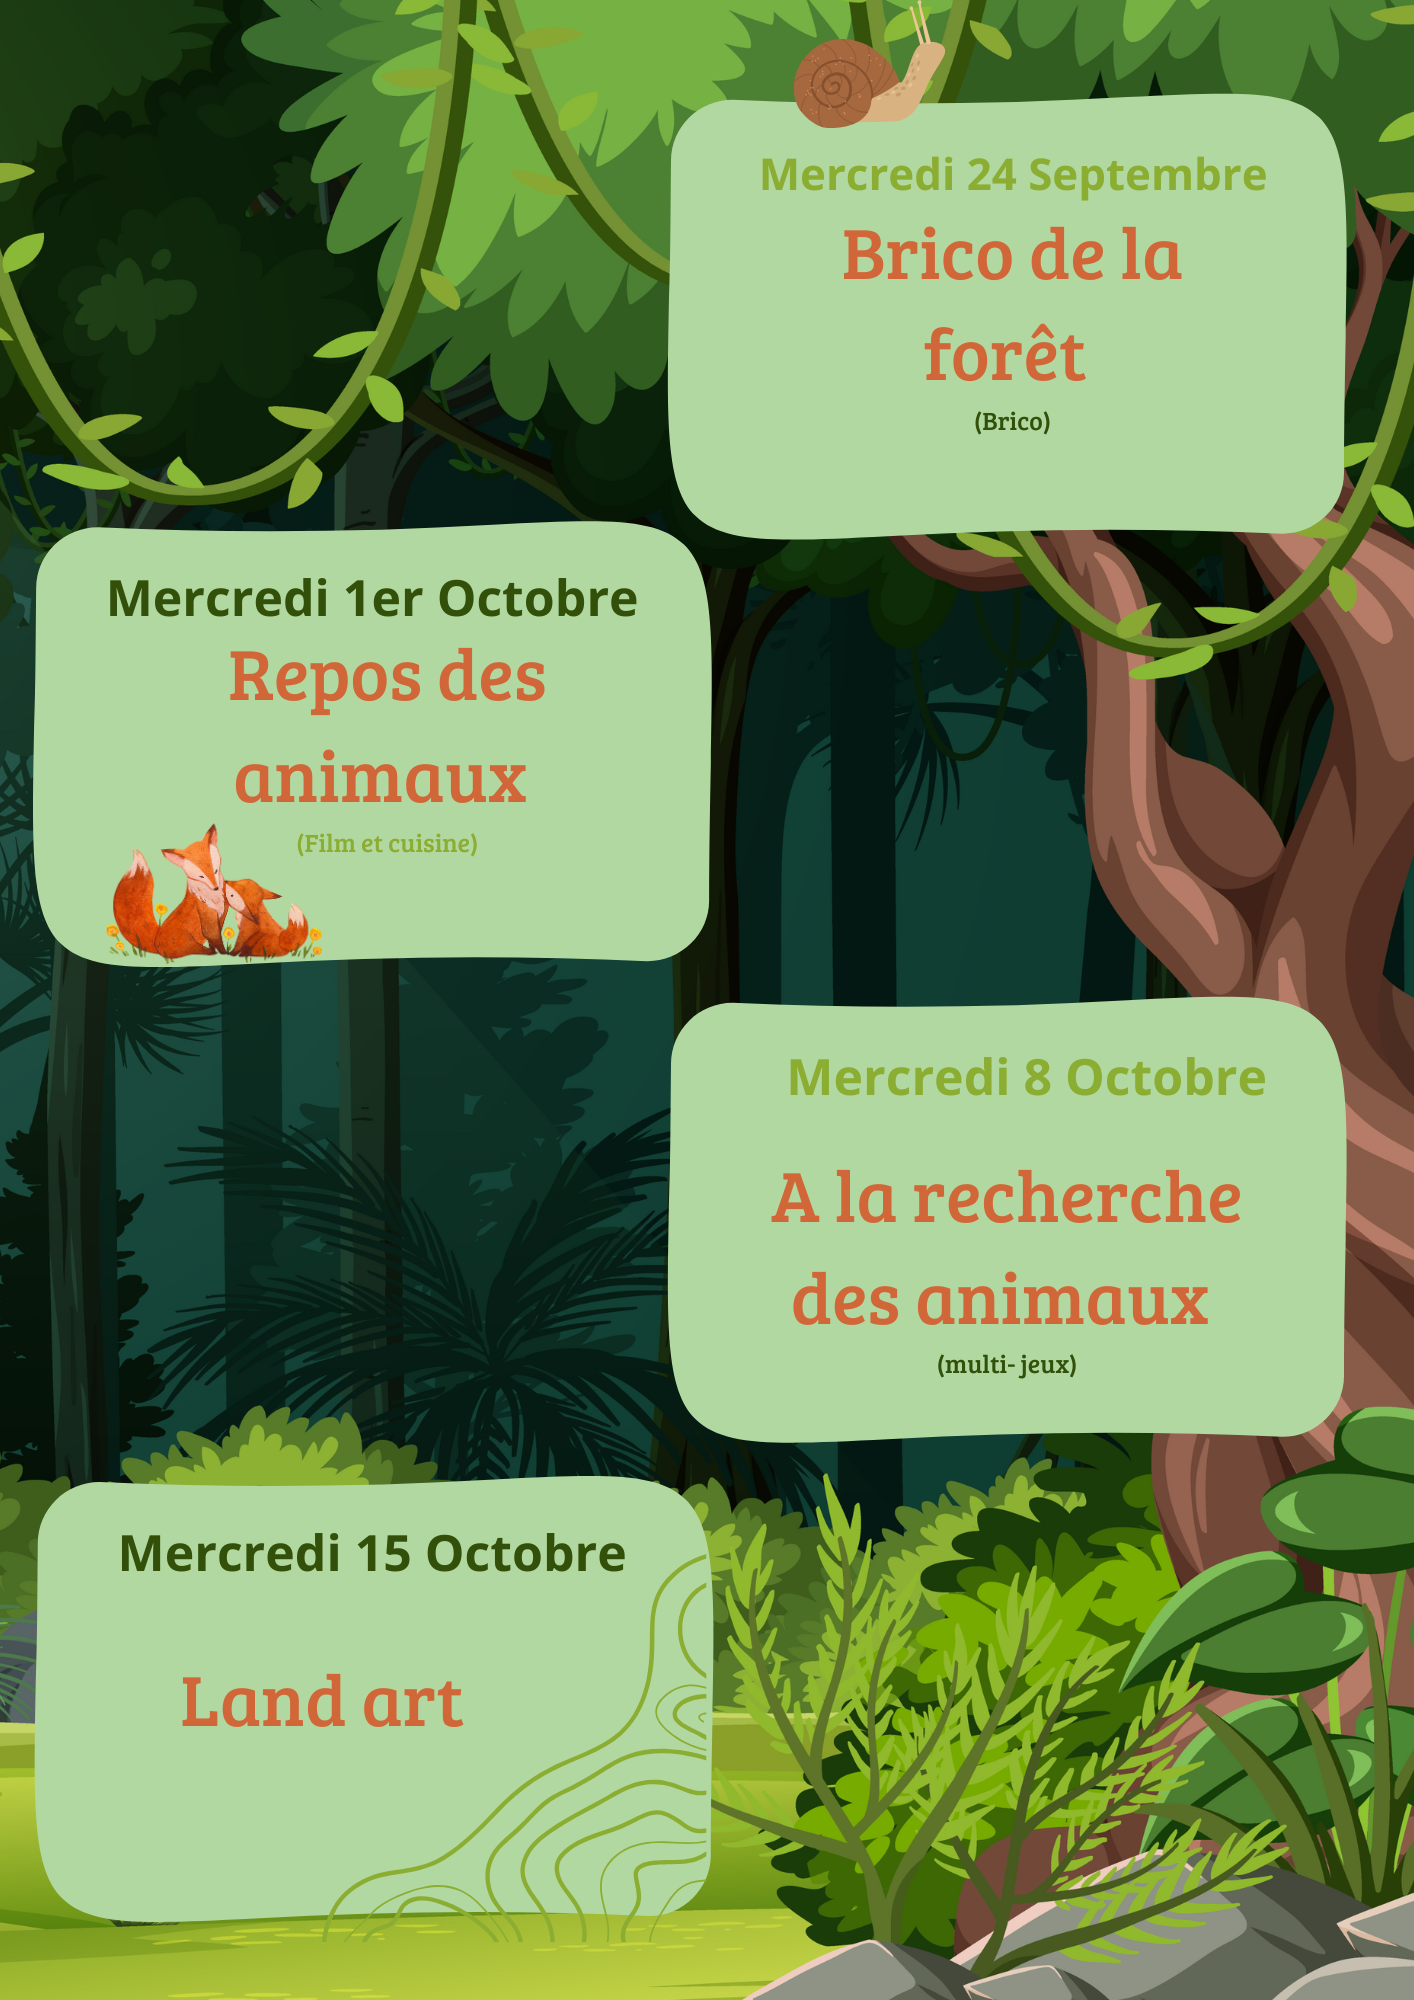 Mercredi 24 Septembre
Brico de la
forêt
(Brico)
Mercredi 1er Octobre
Repos des
animaux
(Film et cuisine)
Mercredi 8 Octobre
A la recherche
des animaux
(multi- jeux)
Mercredi 15 Octobre
Land art